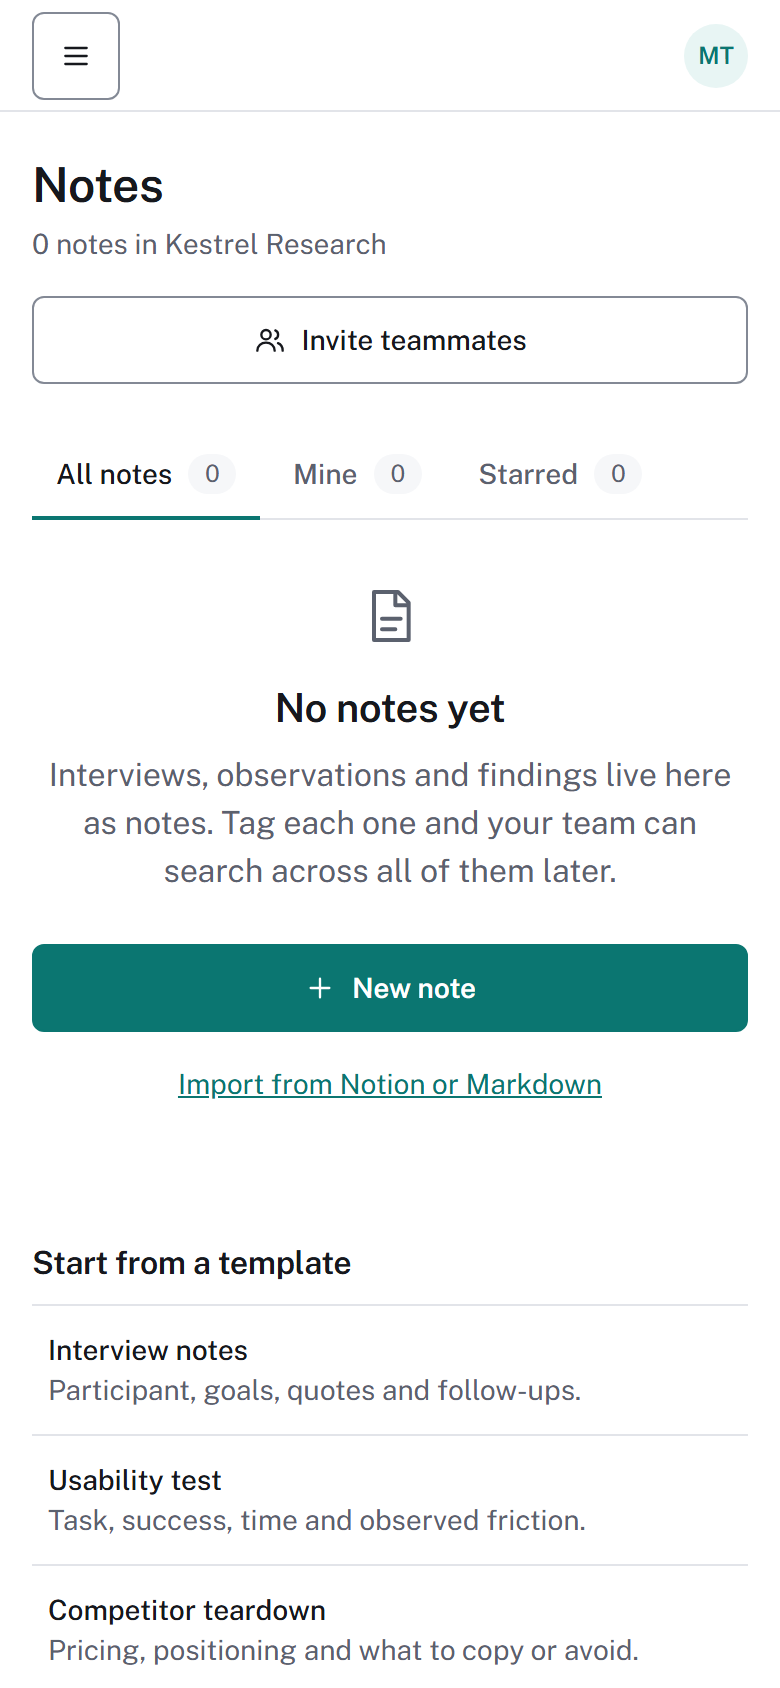 MT
Notes
0 notes in Kestrel Research
Invite teammates
All notes 0 Mine 0 Starred 0
No notes yet
Interviews, observations and findings live here
as notes. Tag each one and your team can
search across all of them later.
New note
Import from Notion or Markdown
Start from a template
Interview notes
Participant, goals, quotes and follow-ups.
Usability test
Task, success, time and observed friction.
Competitor teardown
Pricing, positioning and what to copy or avoid.